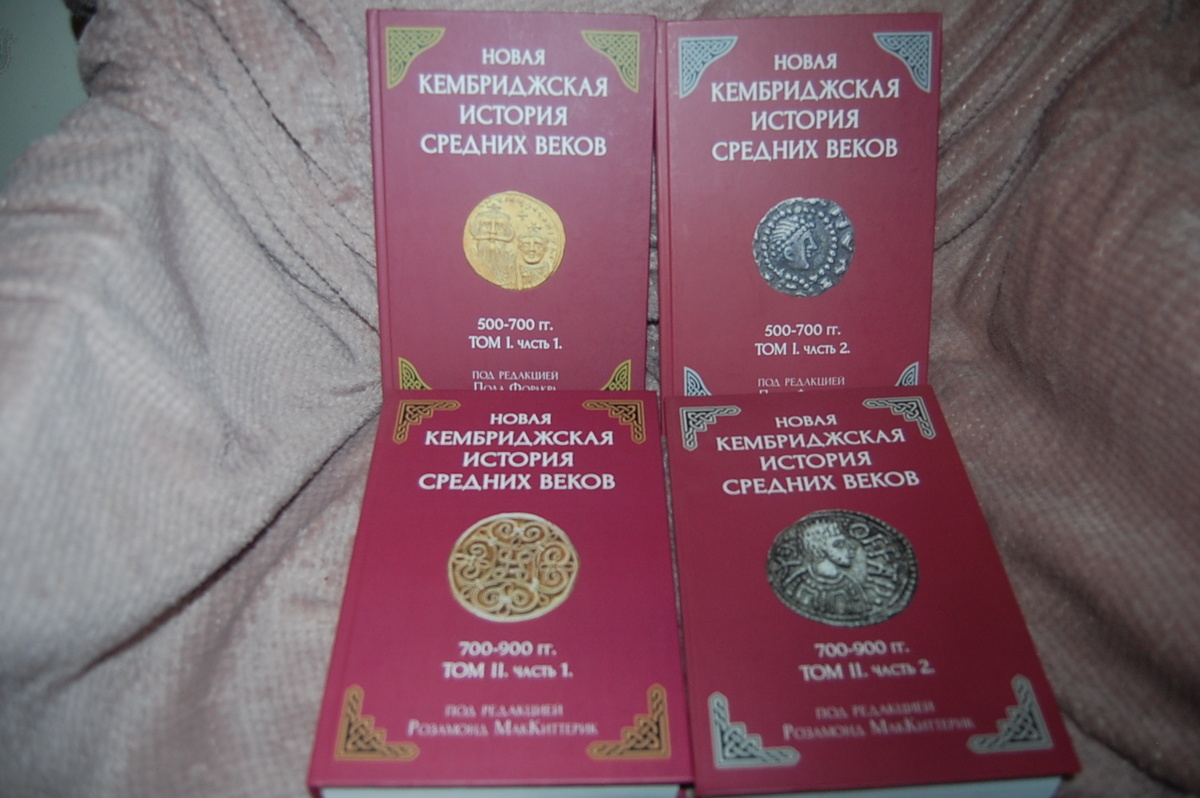 НОВАЯ
КЕМБРИДЖСКАЯ
ИСТОРИЯ
СРЕДНИХ ВЕКОВ
500-700 гг.
ТОМ I. часть 1.
под редакцией
Пола Форакра
НОВАЯ
КЕМБРИДЖСКАЯ
ИСТОРИЯ
СРЕДНИХ ВЕКОВ
500-700 гг.
ТОМ I. часть 2.
под редакцией
НОВАЯ
КЕМБРИДЖСКАЯ
ИСТОРИЯ
СРЕДНИХ ВЕКОВ
700-900 гг.
ТОМ II. часть 1.
под редакцией
Розамонд МакКиттерик
НОВАЯ
КЕМБРИДЖСКАЯ
ИСТОРИЯ
СРЕДНИХ ВЕКОВ
700-900 гг.
ТОМ II. часть 2.
под редакцией
Розамонд МакКиттерик